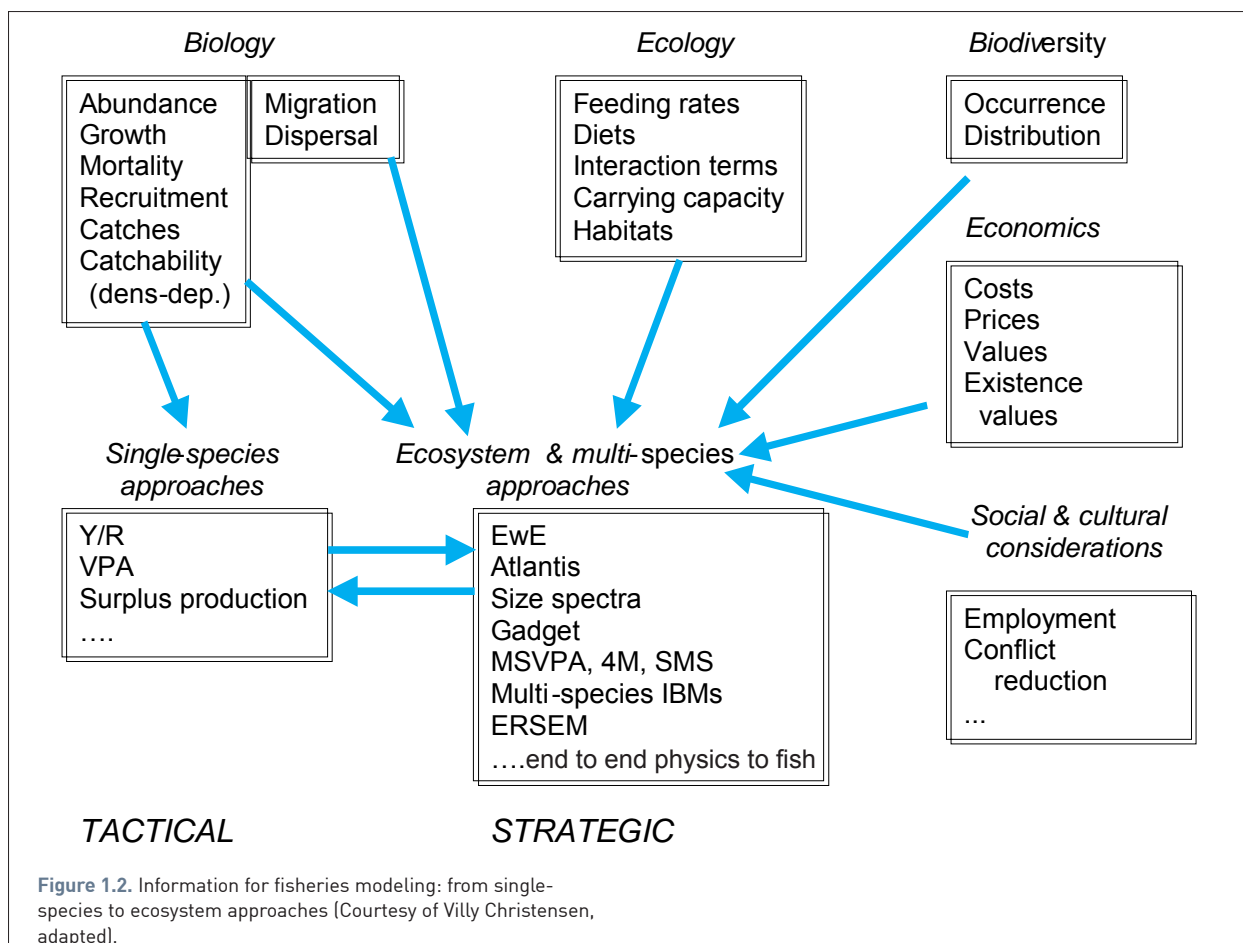 Biology
Abundance
Growth
Mortality
Recruitment
Catches
Catchability
(dens-dep.)
Migration
Dispersal
Ecology
Feeding rates
Diets
Interaction terms
Carrying capacity
Habitats
Biodiversity
Occurrence
Distribution
Economics
Costs
Prices
Values
Existence
values
Single-species
approaches
Y/R
VPA
Surplus production
….
Ecosystem & multi-species
approaches
EwE
Atlantis
Size spectra
Gadget
MSVPA, 4M, SMS
Multi-species IBMs
ERSEM
….end to end physics to fish
Social & cultural
considerations
Employment
Conflict
reduction
...
TACTICAL
STRATEGIC
Figure 1.2. Information for fisheries modeling: from single-
species to ecosystem approaches (Courtesy of Villy Christensen,
adapted).